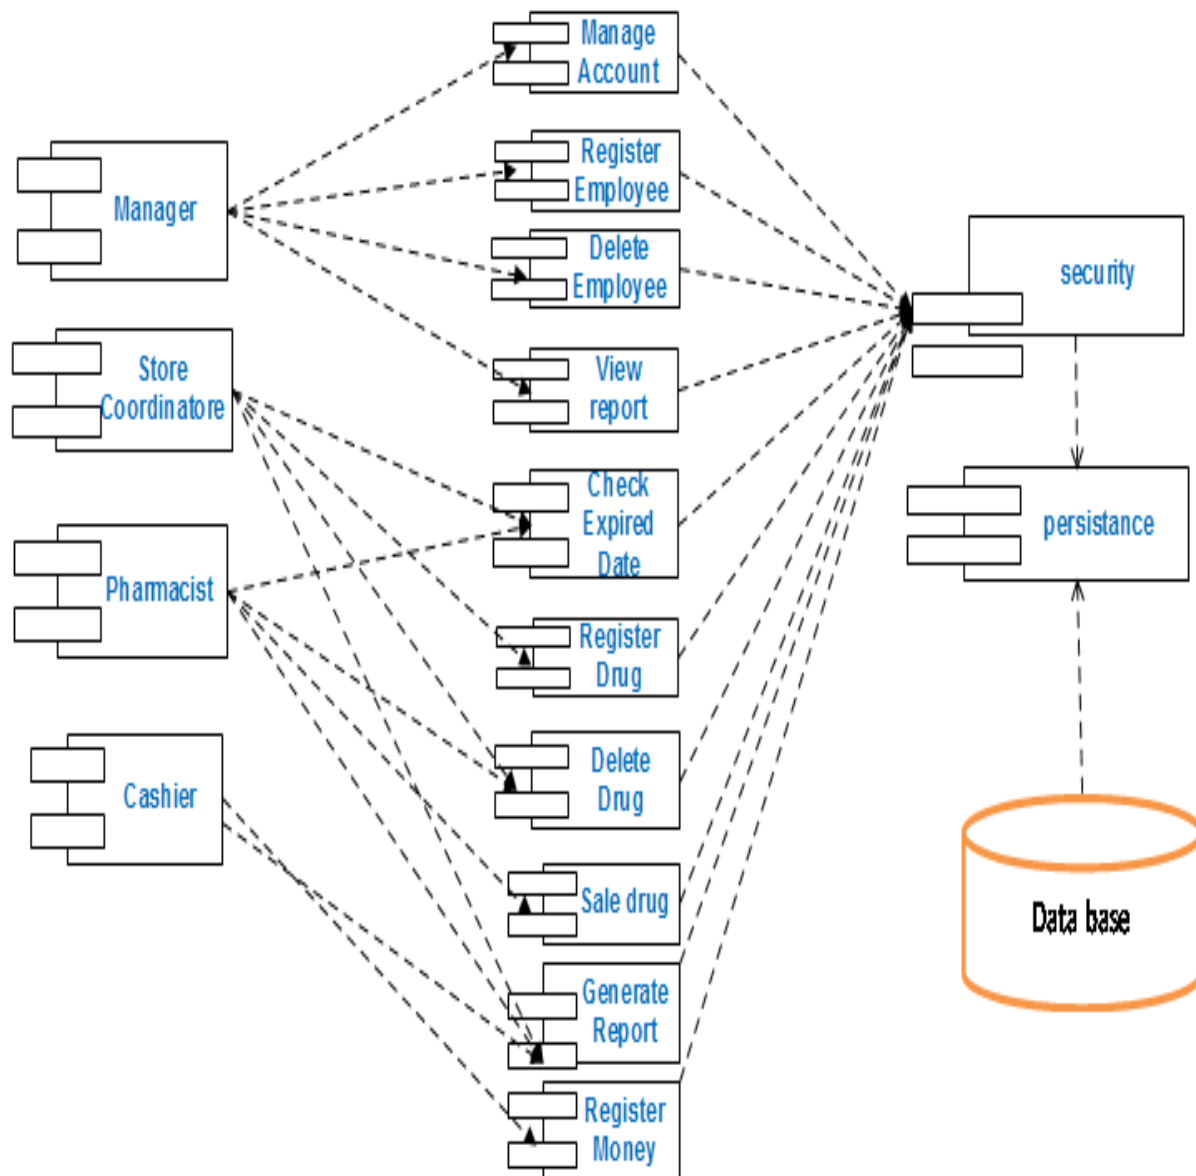 Manage
Account
Register
Employee
Manager
Delete
Employee
security
Store
Coordinatore
View
report
Check
Expired
Date
persistance
Pharmacist
Register
Drug
Delete
Drug
Cashier
Sale drug
Data base
Generate
Report
Register
Money